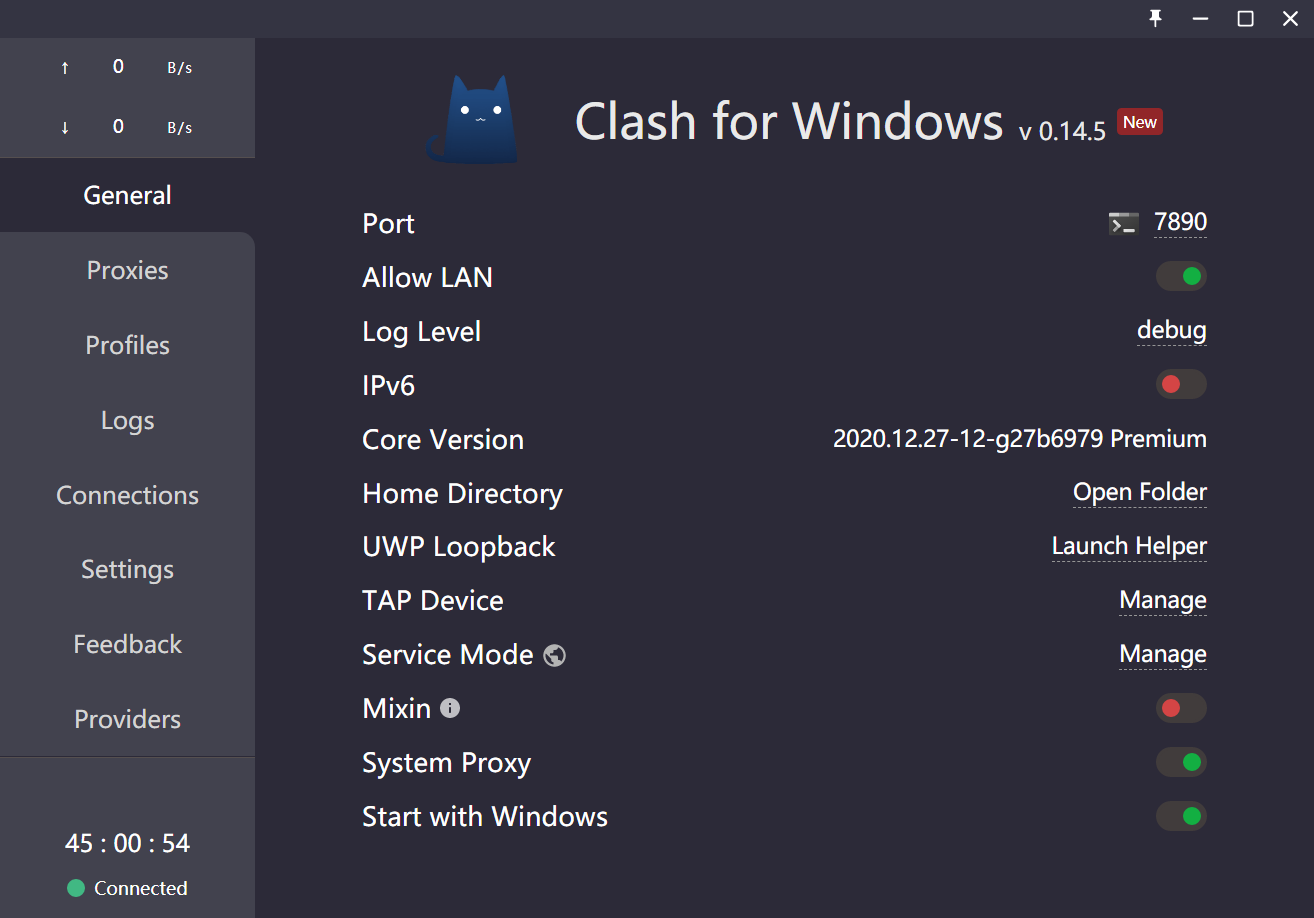 ↑ 0 B/s
↓ 0 B/s
General
Proxies
Profiles
Logs
Connections
Settings
Feedback
Providers
45 : 00 : 54
Connected
Clash for Windows v 0.14.5 New
Port 7890
Allow LAN
Log Level debug
IPv6
Core Version 2020.12.27-12-g27b6979 Premium
Home Directory Open Folder
UWP Loopback Launch Helper
TAP Device Manage
Service Mode Manage
Mixin
System Proxy
Start with Windows